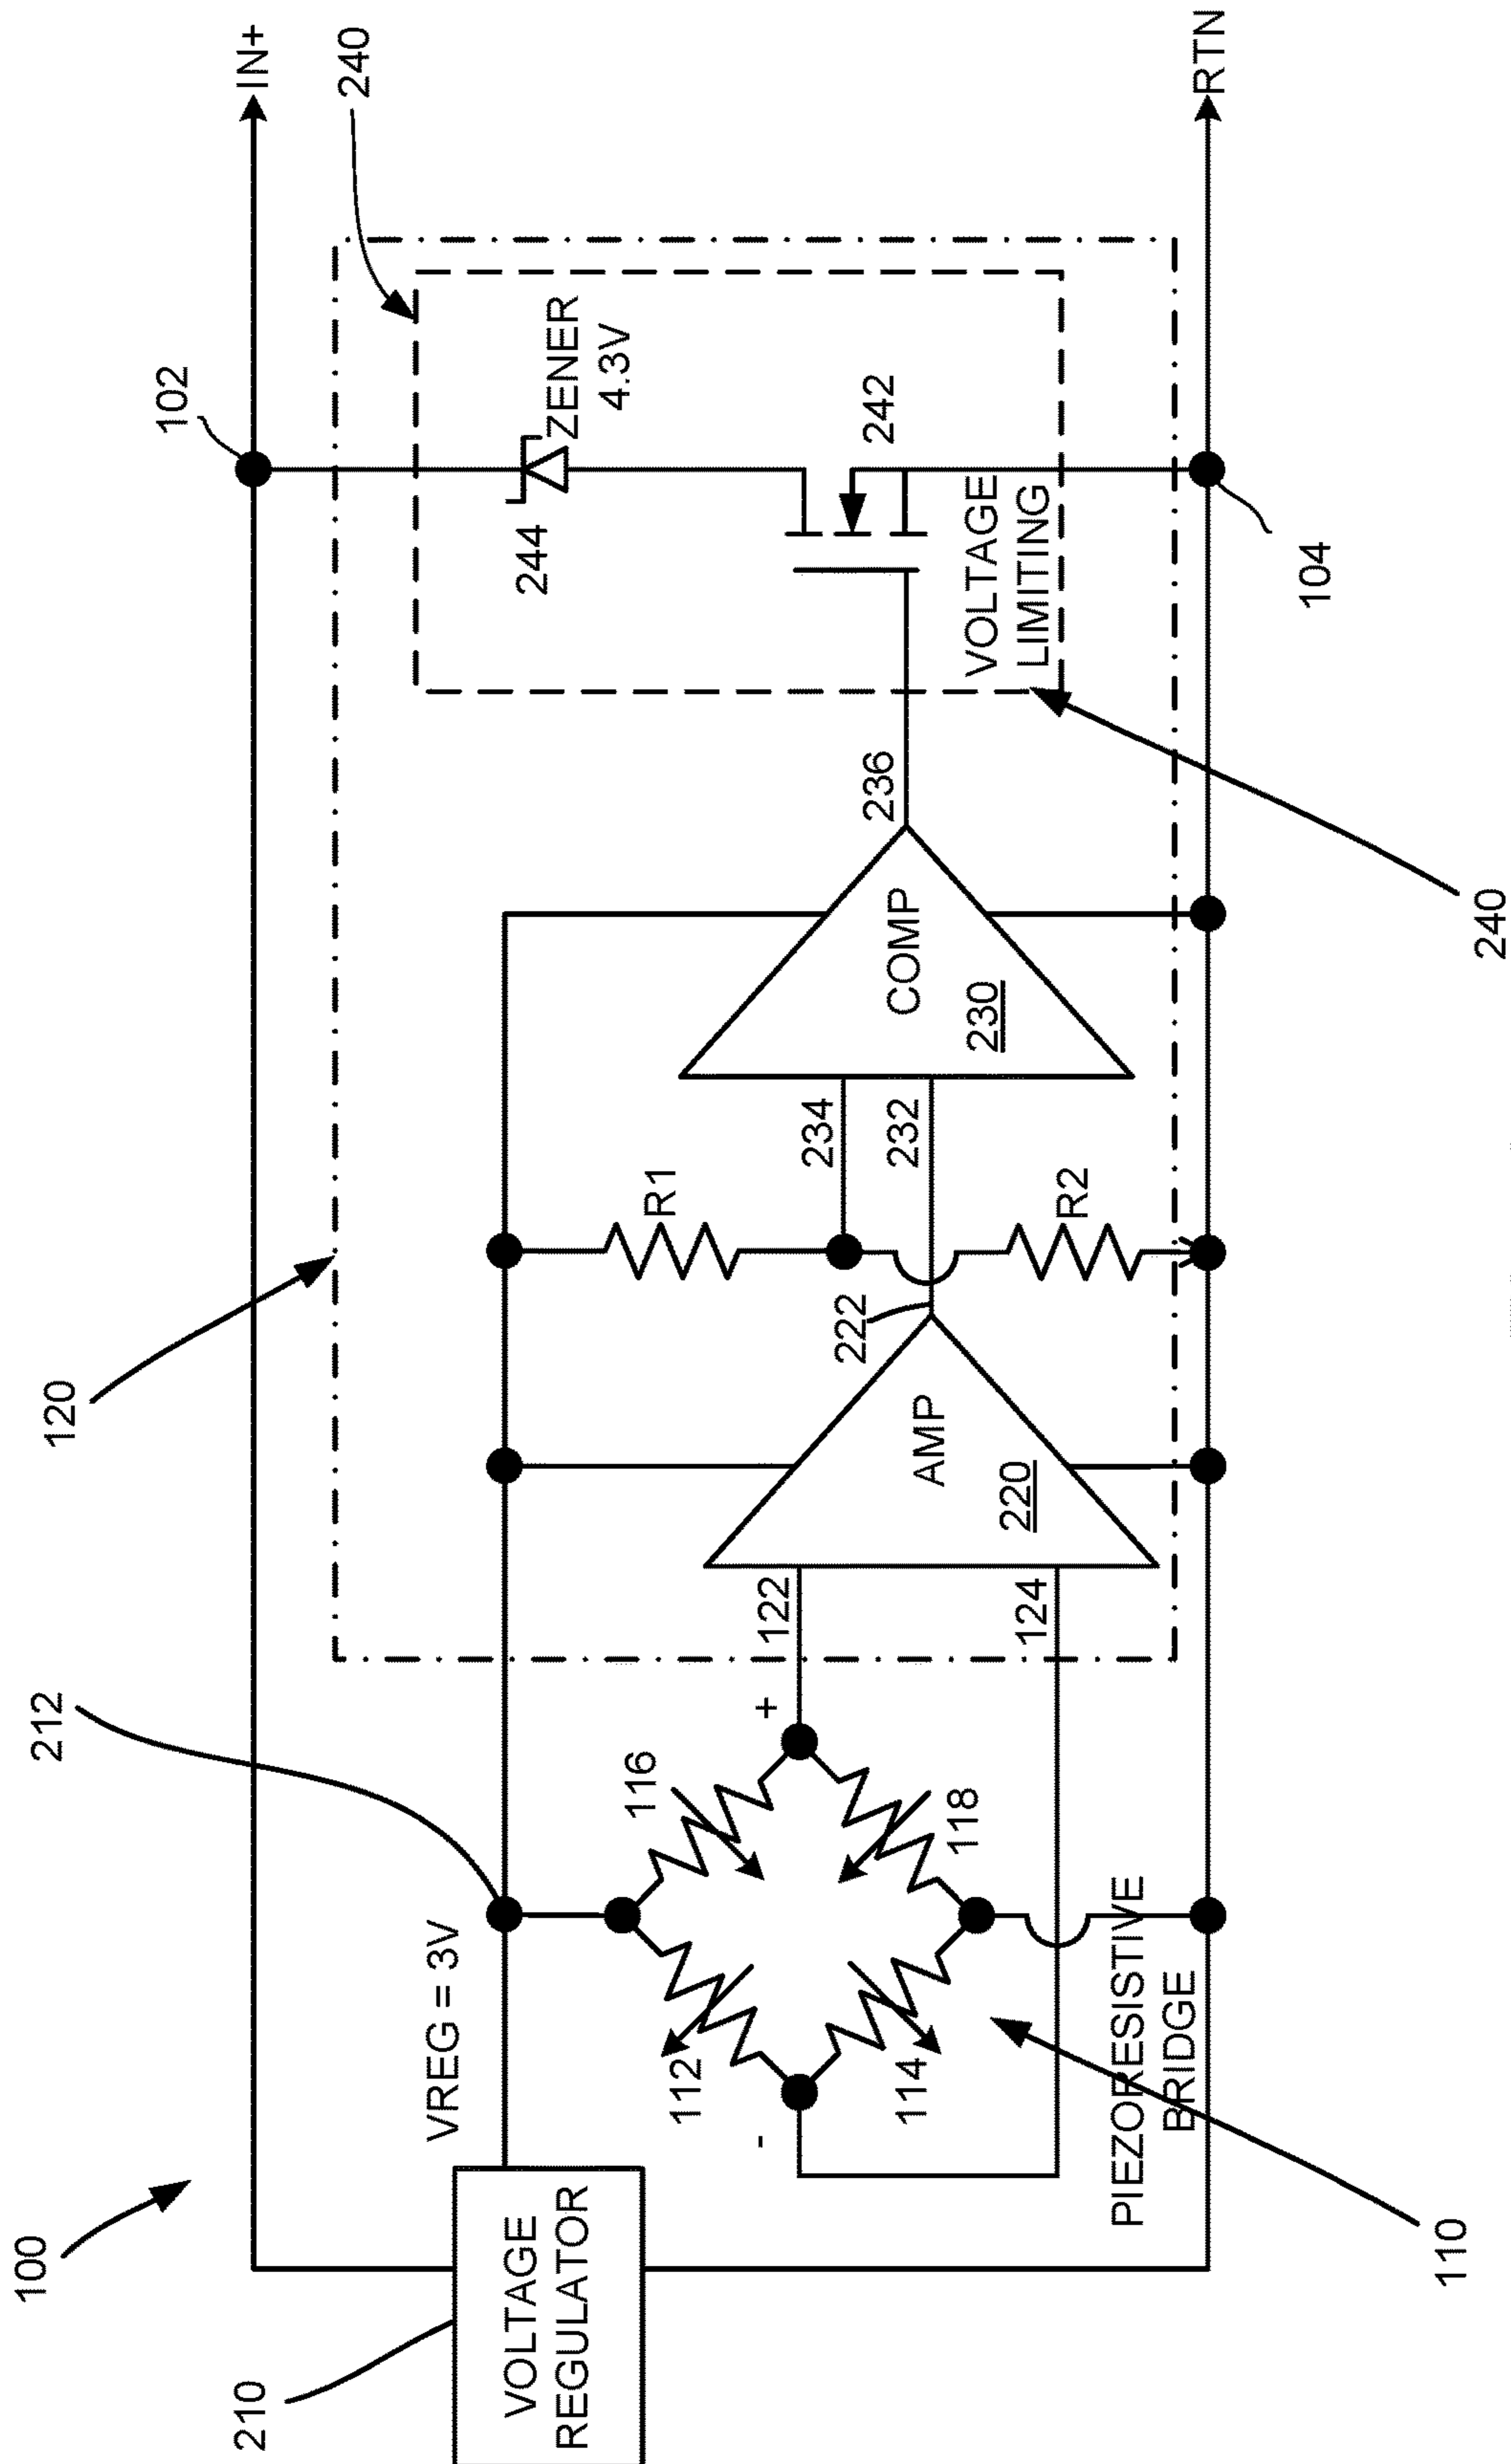 100
120
IN+
102
240
210
VOLTAGE
REGULATOR
212
VREG = 3V
112
116
114
118
-
+
PIEZORESISTIVE
BRIDGE
110
122
124
AMP
220
222
R1
R2
234
232
COMP
230
236
244
ZENER
4.3V
242
VOLTAGE
LIMITING
240
104
RTN